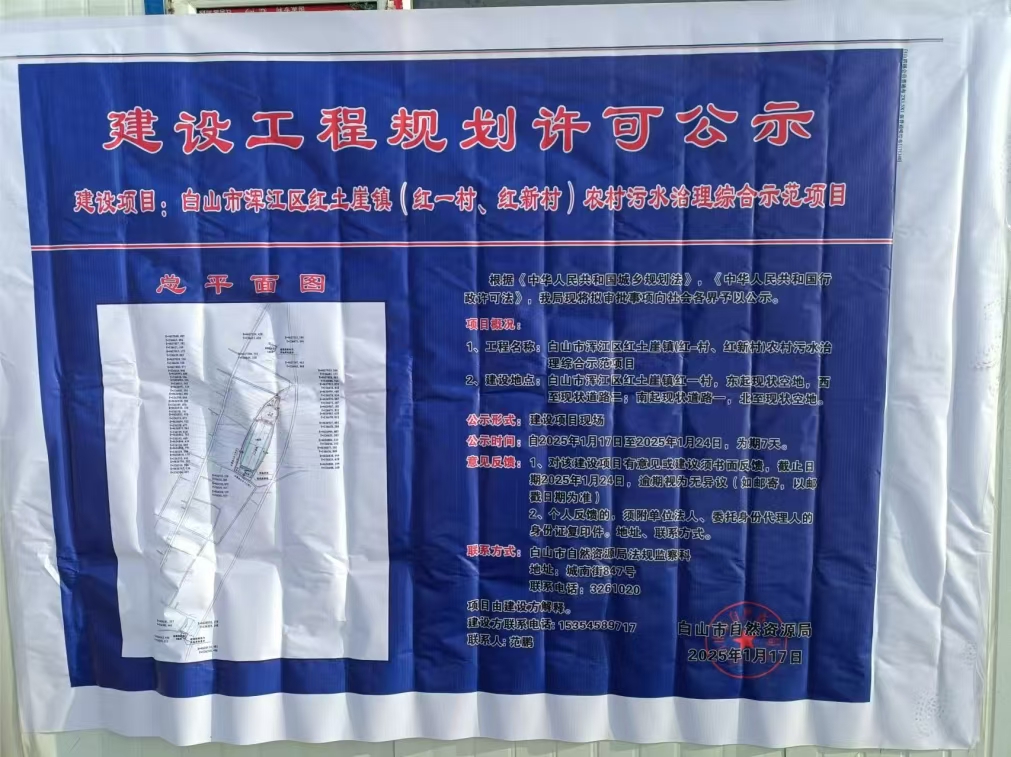 建设工程规划许可公示
建设项目：白山市浑江区红土崖镇（红一村、红新村）农村污水治理综合示范项目
总平面图
根据《中华人民共和国城乡规划法》，《中华人民共和国行
政许可法》，我局现将拟审批事项向社会各界予以公示。
项目概况：
1、工程名称：白山市浑江区红土崖镇(红一村、红新村)农村污水治
理综合示范项目
2、建设地点：白山市浑江区红土崖镇红一村，东起现状空地，西
至现状道路二；南起现状道路一，北至现状空地。
公示形式：建设项目现场
公示时间：自2025年1月17日至2025年1月24日，为期7天。
意见反馈：1、对该建设项目有意见或建议须书面反馈，截止日
期2025年1月24日，逾期视为无异议（如邮寄，以邮
戳日期为准）
2、个人反馈的，须附单位法人、委托身份代理人的
身份证复印件。地址、联系方式。
联系方式：白山市自然资源局法规监察科
地址：城南街847号
联系电话：3261020
项目由建设方解释。
建设方联系电话：15354589717
联系人：范鹏
白山市自然资源局
2025年1月17日